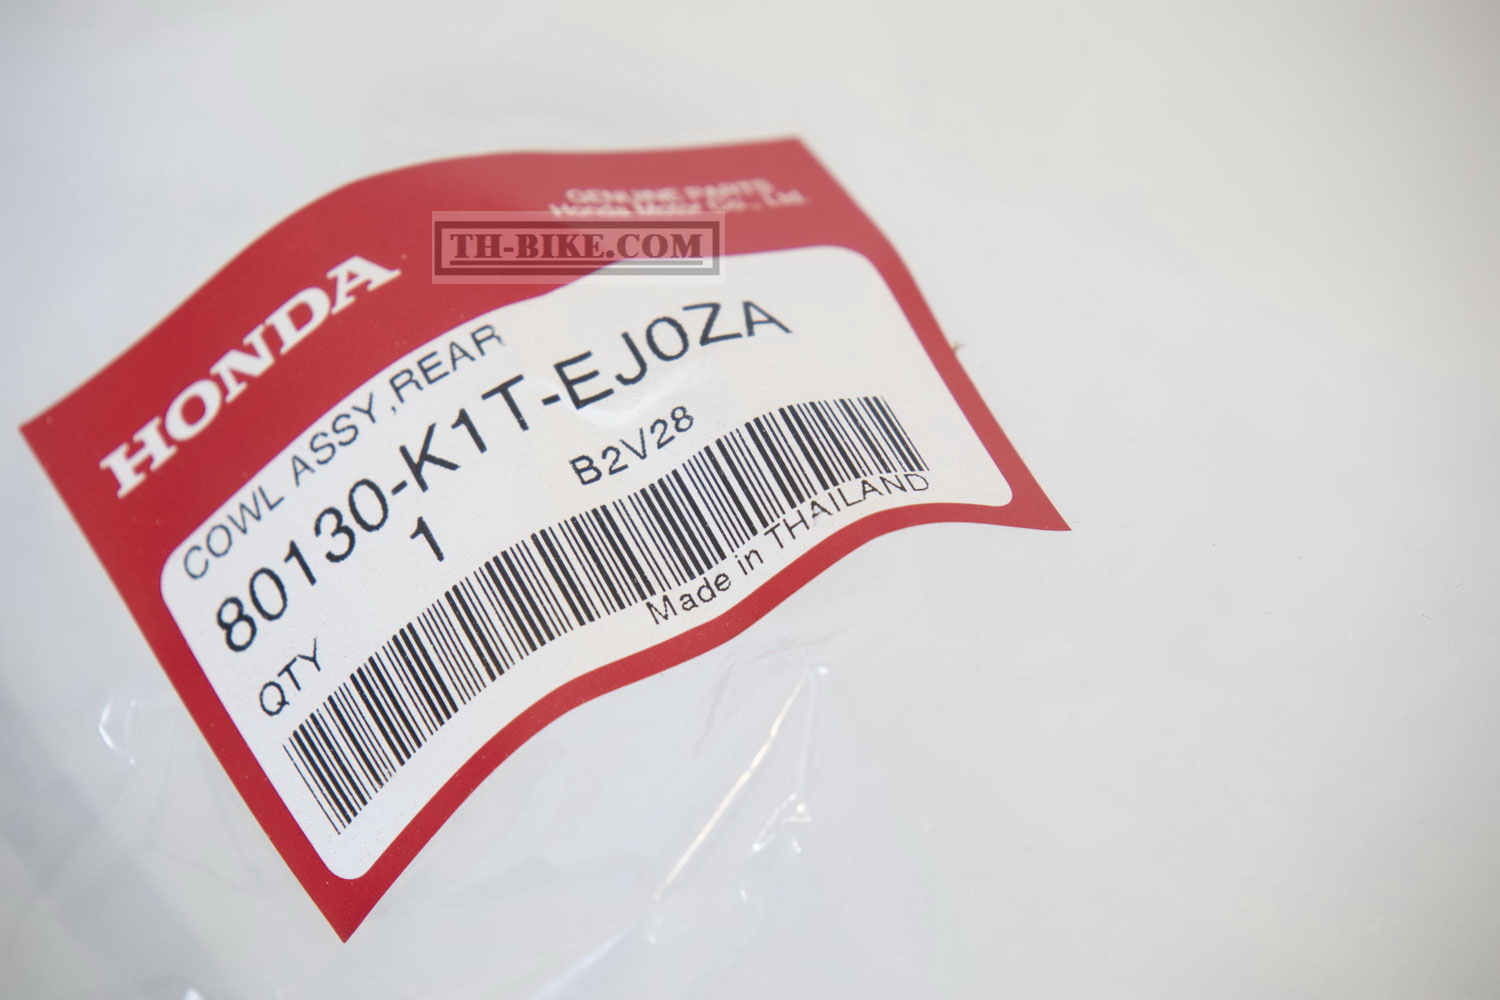 GENUINE PARTS
Honda Motor Co., Ltd.
HONDA
TH-BIKE.COM
COWL ASSY,REAR
80130-K1T-EJ0ZA
B2V28
QTY 1
Made in THAILAND